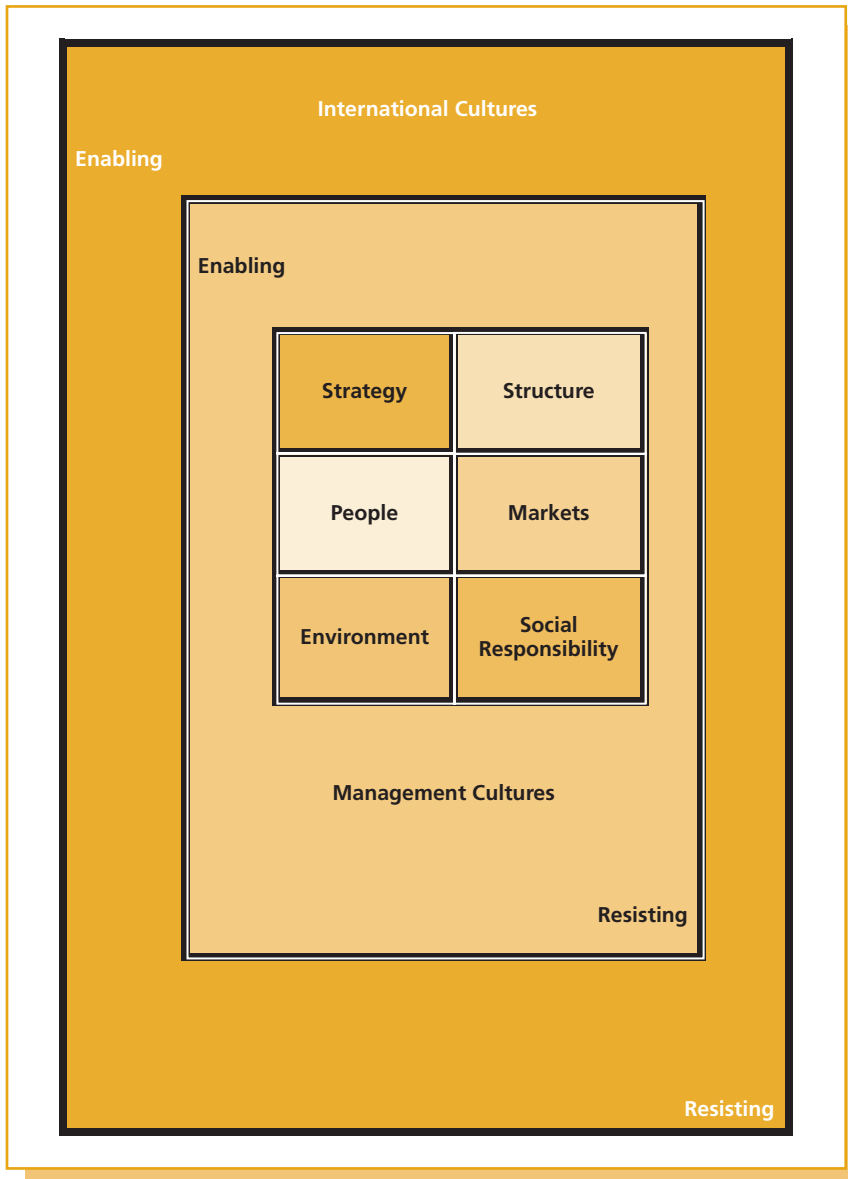 International Cultures
Enabling
Enabling
Strategy
Structure
People
Markets
Environment
Social
Responsibility
Management Cultures
Resisting
Resisting